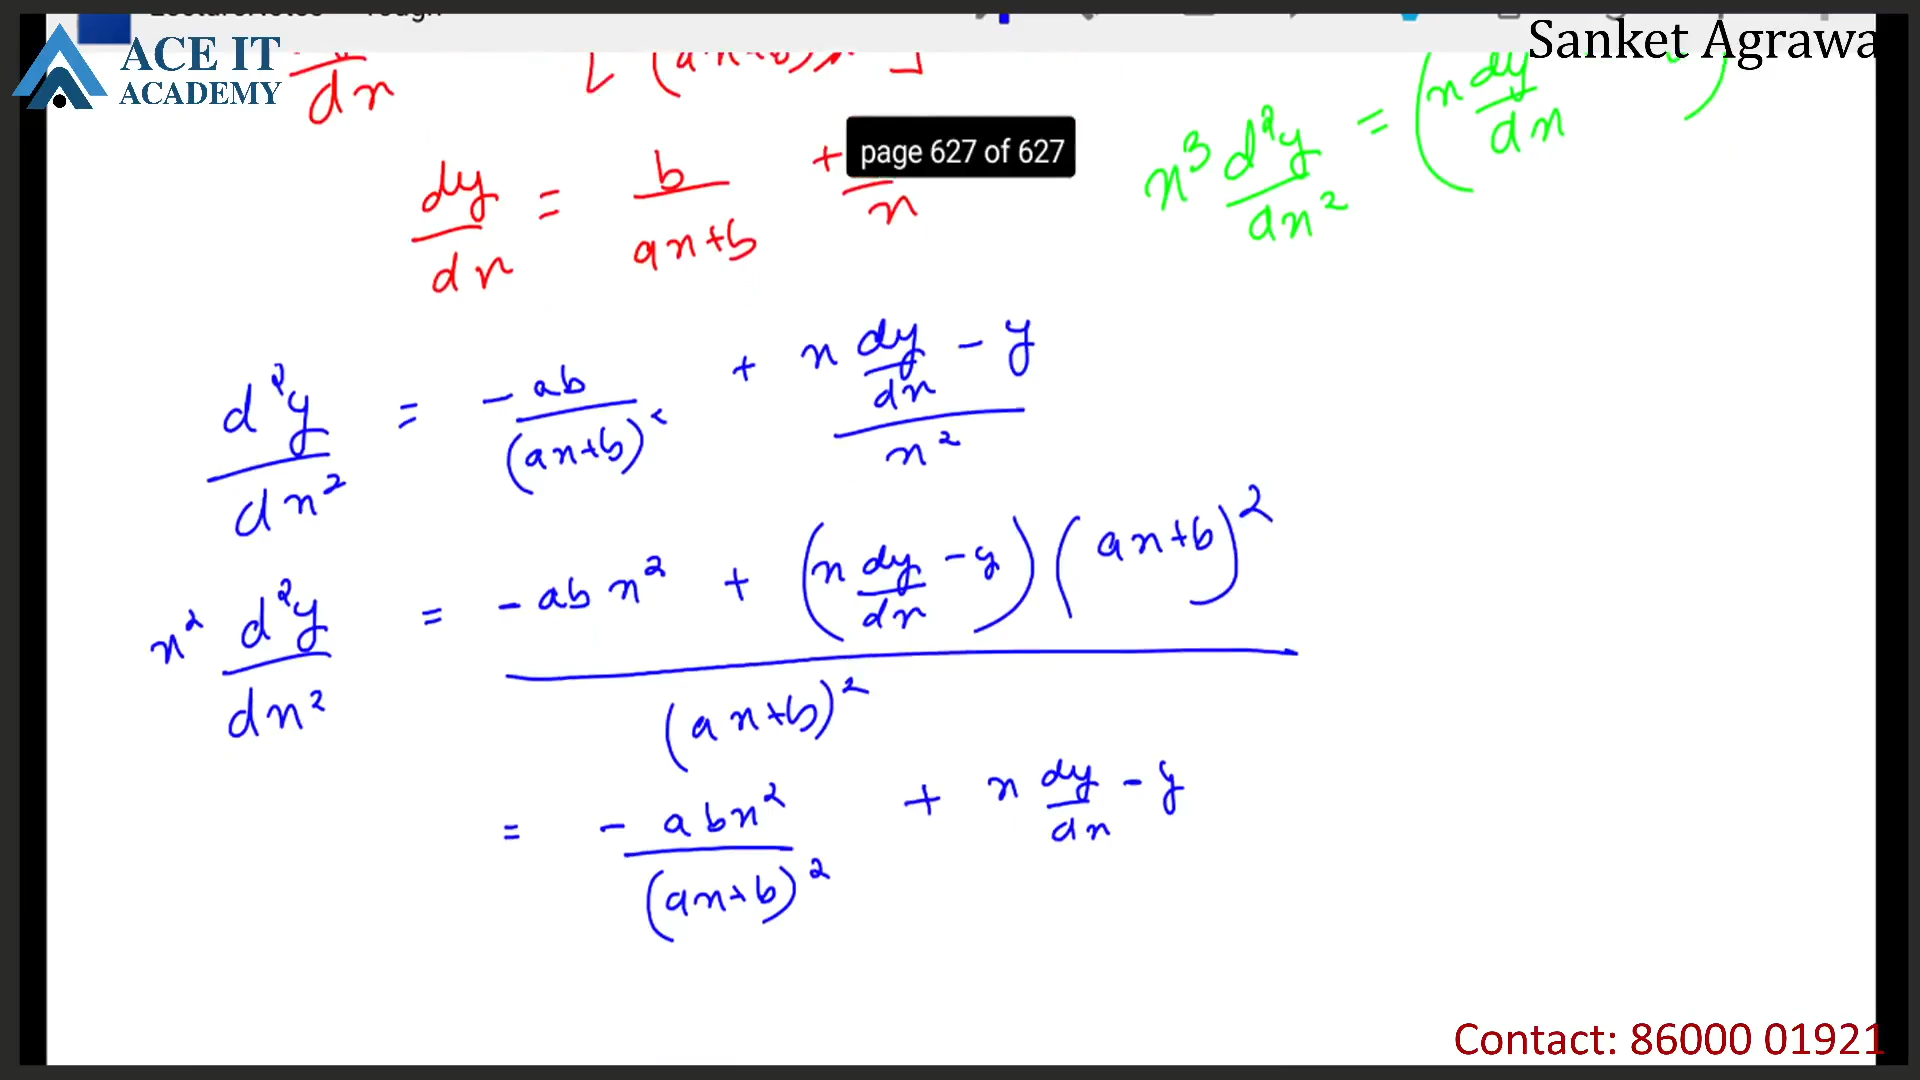 ACE IT
ACADEMY
Sanket Agrawa
dx
page 627 of 627
dy/dx = b/(ax+b) + /x
x³ d²y/dx² = (x dy/dx )
d²y/dx² = -ab/(ax+b)² + (x dy/dx - y)/x²
x² d²y/dx² = (-abx² + (x dy/dx - y)(ax+b)²)/(ax+b)²
= -abx²/(ax+b)² + x dy/dx - y
Contact: 86000 01921